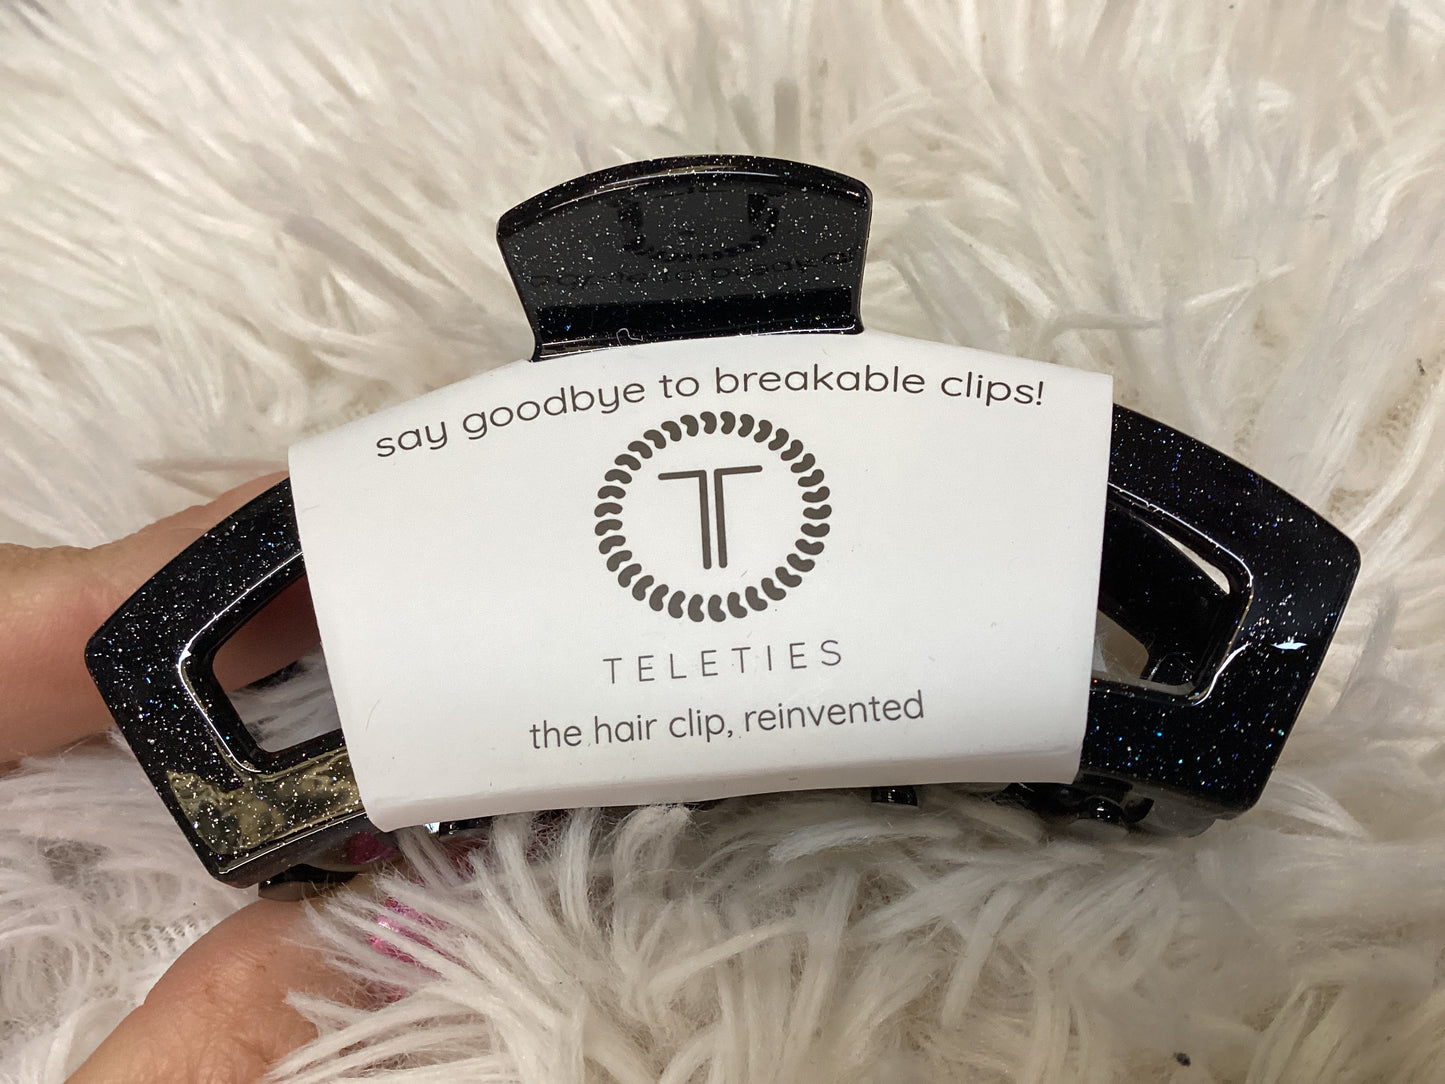 say goodbye to breakable clips!
T
TELETIES
the hair clip, reinvented